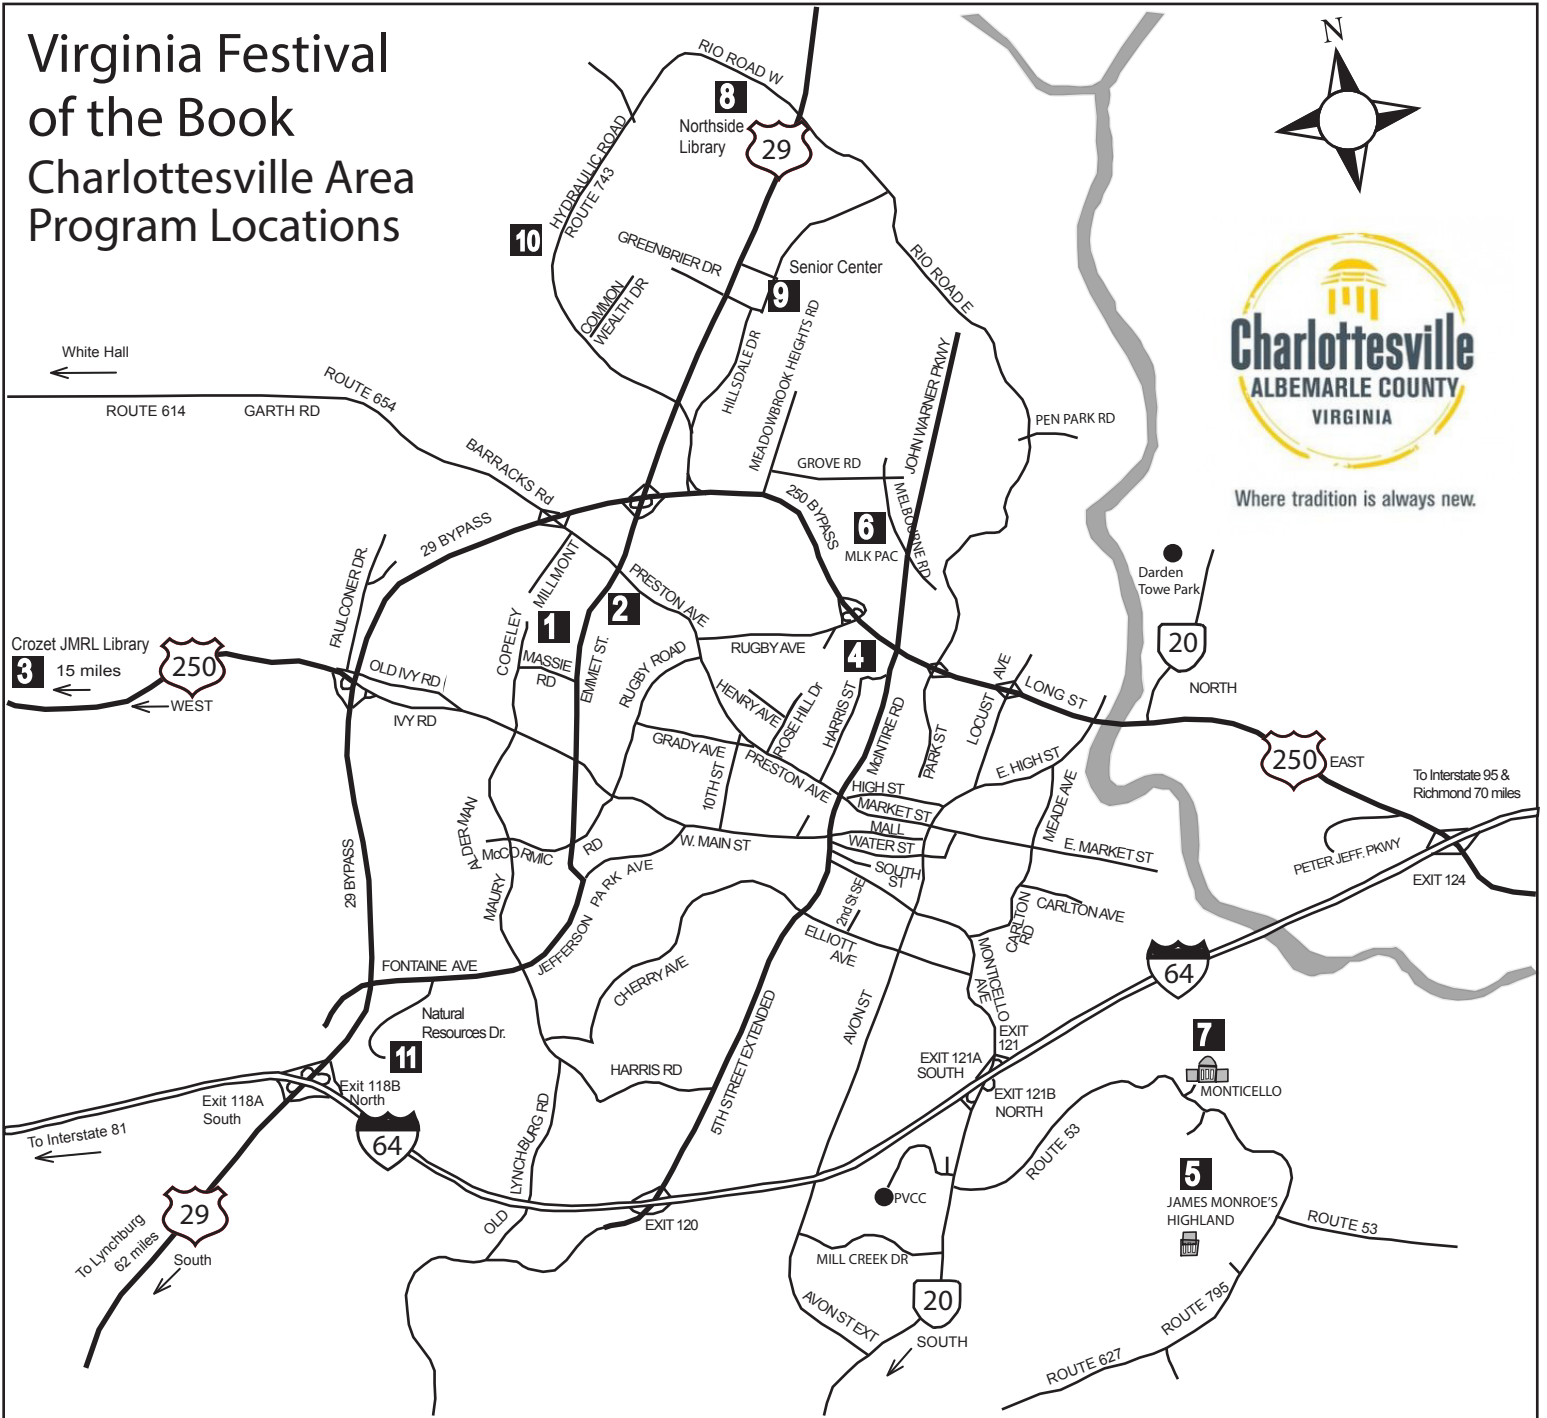 Virginia Festival
of the Book
Charlottesville Area
Program Locations
N
Charlottesville
ALBEMARLE COUNTY
VIRGINIA
Where tradition is always new.
RIO ROAD W
8
Northside
Library
29
HYDRAULIC ROAD
ROUTE 743
10
GREENBRIER DR
COMMON
WEALTH DR
Senior Center
9
RIO ROAD E
HILLSDALE DR
MEADOWBROOK HEIGHTS RD
JOHN WARNER PKWY
PEN PARK RD
White Hall
ROUTE 614
GARTH RD
ROUTE 654
BARRACKS Rd
GROVE RD
MELBOURNE RD
250 BYPASS
6
MLK PAC
29 BYPASS
FAULCONER DR.
MILLMONT
COPELEY
1
2
MASSIE
RD
EMMET ST.
PRESTON AVE
RUGBY ROAD
RUGBY AVE
4
Darden
Towe Park
20
NORTH
Crozet JMRL Library
3
15 miles
250
WEST
OLD IVY RD
IVY RD
HENRY AVE
ROSE HILL Dr
HARRIS ST
McINTIRE RD
PARK ST
LOCUST
AVE
LONG ST
GRADY AVE
10TH ST
PRESTON AVE
E. HIGH ST
HIGH ST
MARKET ST
MALL
WATER ST
SOUTH
ST
MEADE AVE
E. MARKET ST
250
EAST
To Interstate 95 &
Richmond 70 miles
PETER JEFF. PKWY
EXIT 124
ALDERMAN
McCORMIC
RD
W. MAIN ST
29 BYPASS
MAURY
JEFFERSON
PARK AVE
2nd St SE
ELLIOTT
AVE
CARLTON
RD
CARLTON AVE
MONTICELLO
AVE
64
FONTAINE AVE
CHERRY AVE
Natural
Resources Dr.
11
HARRIS RD
5TH STREET EXTENDED
AVON ST
EXIT
121
EXIT 121A
SOUTH
EXIT 121B
NORTH
7
MONTICELLO
Exit 118A
South
Exit 118B
North
To Interstate 81
64
OLD
LYNCHBURG RD
ROUTE 53
5
JAMES MONROE'S
HIGHLAND
ROUTE 53
29
South
To Lynchburg
62 miles
EXIT 120
PVCC
MILL CREEK DR
20
SOUTH
AVON ST EXT
ROUTE 795
ROUTE 627